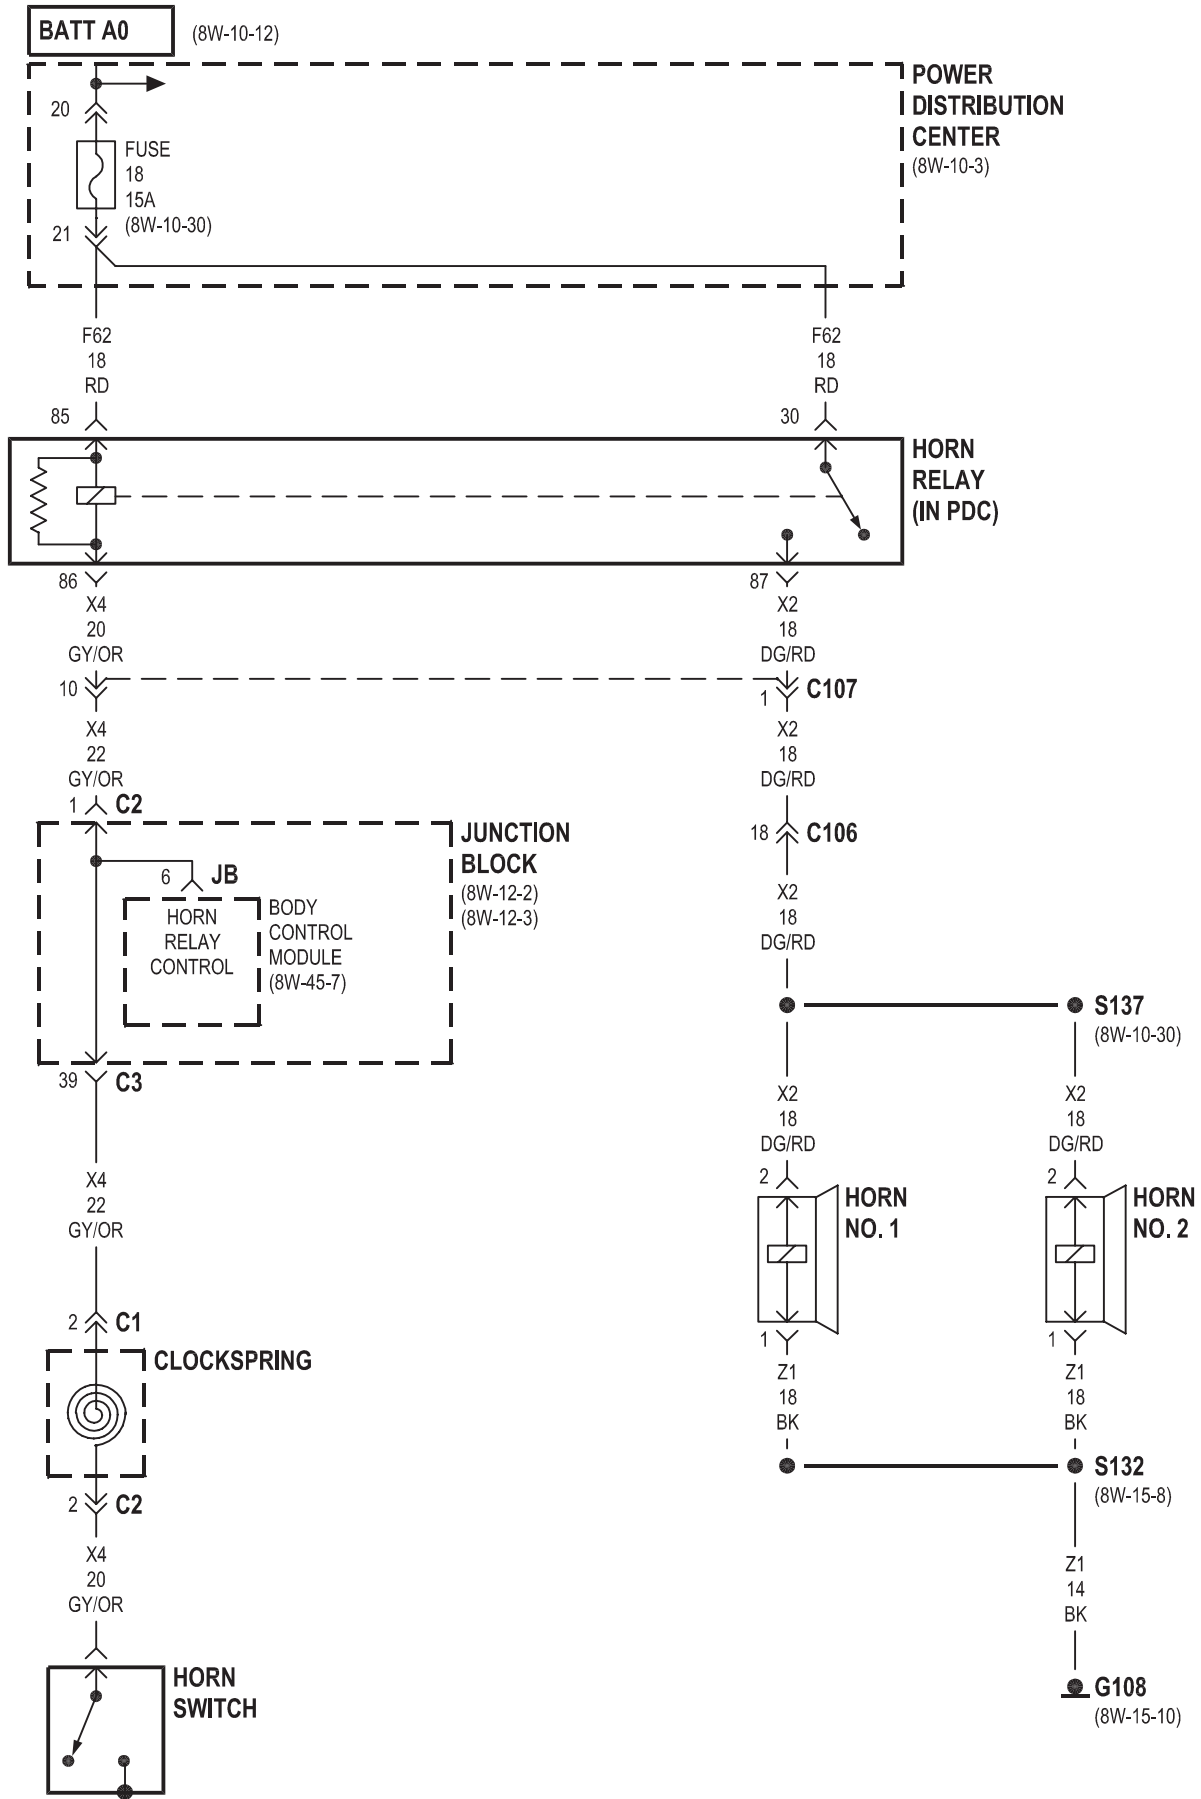 BATT A0
(8W-10-12)
POWER
DISTRIBUTION
CENTER
(8W-10-3)
20
FUSE
18
15A
(8W-10-30)
21
F62
18
RD
F62
18
RD
85
30
HORN
RELAY
(IN PDC)
86
87
X4
20
GY/OR
X2
18
DG/RD
10
1
C107
X4
22
GY/OR
X2
18
DG/RD
1
C2
18
C106
JUNCTION
BLOCK
(8W-12-2)
(8W-12-3)
6
JB
HORN
RELAY
CONTROL
BODY
CONTROL
MODULE
(8W-45-7)
X2
18
DG/RD
S137
(8W-10-30)
39
C3
X2
18
DG/RD
X2
18
DG/RD
X4
22
GY/OR
2
HORN
NO. 1
2
HORN
NO. 2
2
C1
1
1
CLOCKSPRING
Z1
18
BK
Z1
18
BK
S132
(8W-15-8)
2
C2
X4
20
GY/OR
Z1
14
BK
HORN
SWITCH
G108
(8W-15-10)